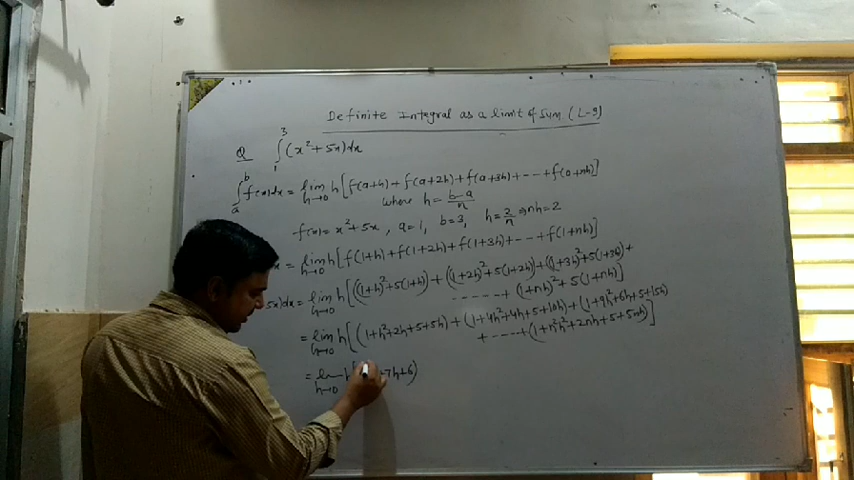 Definite Integral as a limit of Sum (L-9)
Q ∫₁³ (x²+5x)dx
∫ₐᵇ f(x)dx = lim h→0 h[f(a+h)+f(a+2h)+f(a+3h)+---+f(a+nh)]
where h = b-a/n
f(x)=x²+5x, a=1, b=3, h=2/n ⇒nh=2
= lim h→0 h[f(1+h)+f(1+2h)+f(1+3h)+---+f(1+nh)]
5x)dx = lim h→0 h[((1+h)²+5(1+h))+((1+2h)²+5(1+2h))+((1+3h)²+5(1+3h))+
------+(1+nh)²+5(1+nh)]
= lim h→0 h[(1+h²+2h+5+5h)+(1+4h²+4h+5+10h)+(1+9h²+6h+5+15h)
+----+(1+n²h²+2nh+5+5nh)]
= lim h→0 h +7h+6)